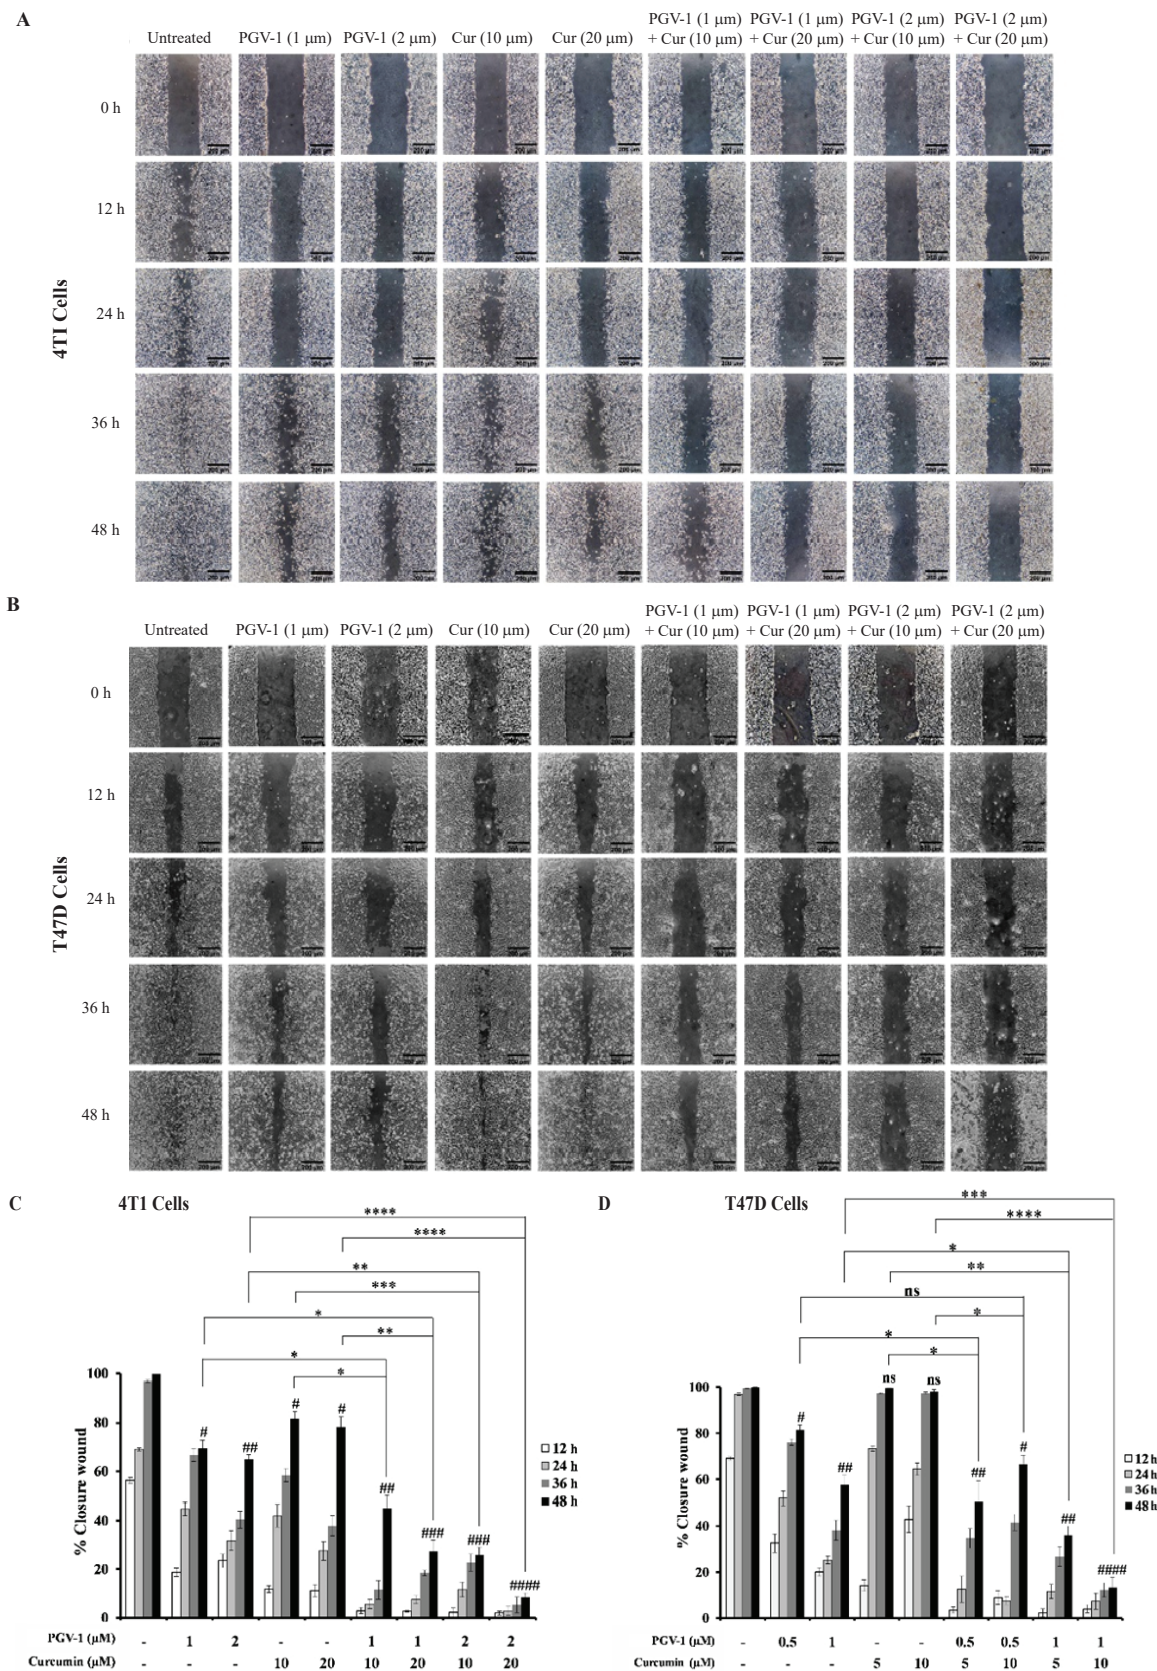 A
Untreated
PGV-1 (1 μm)
PGV-1 (2 μm)
Cur (10 μm)
Cur (20 μm)
PGV-1 (1 μm)
+ Cur (10 μm)
PGV-1 (1 μm)
+ Cur (20 μm)
PGV-1 (2 μm)
+ Cur (10 μm)
PGV-1 (2 μm)
+ Cur (20 μm)
0 h
12 h
24 h
36 h
48 h
4TI Cells
200 μm
B
Untreated
PGV-1 (1 μm)
PGV-1 (2 μm)
Cur (10 μm)
Cur (20 μm)
PGV-1 (1 μm)
+ Cur (10 μm)
PGV-1 (1 μm)
+ Cur (20 μm)
PGV-1 (2 μm)
+ Cur (10 μm)
PGV-1 (2 μm)
+ Cur (20 μm)
0 h
12 h
24 h
36 h
48 h
T47D Cells
200 μm
C
4T1 Cells
****
****
**
***
*
**
*
*
# ## # # ## ### ### ####
% Closure wound
100
80
60
40
20
0
12 h
24 h
36 h
48 h
PGV-1 (μM) - 1 2 - - 1 1 2 2
Curcumin (μM) - - - 10 20 10 20 10 20
D
T47D Cells
***
****
*
**
ns
*
*
*
# ## ns ns ## # ## ####
% Closure wound
100
80
60
40
20
0
12 h
24 h
36 h
48 h
PGV-1 (μM) - 0.5 1 - - 0.5 0.5 1 1
Curcumin (μM) - - - 5 10 5 10 5 10